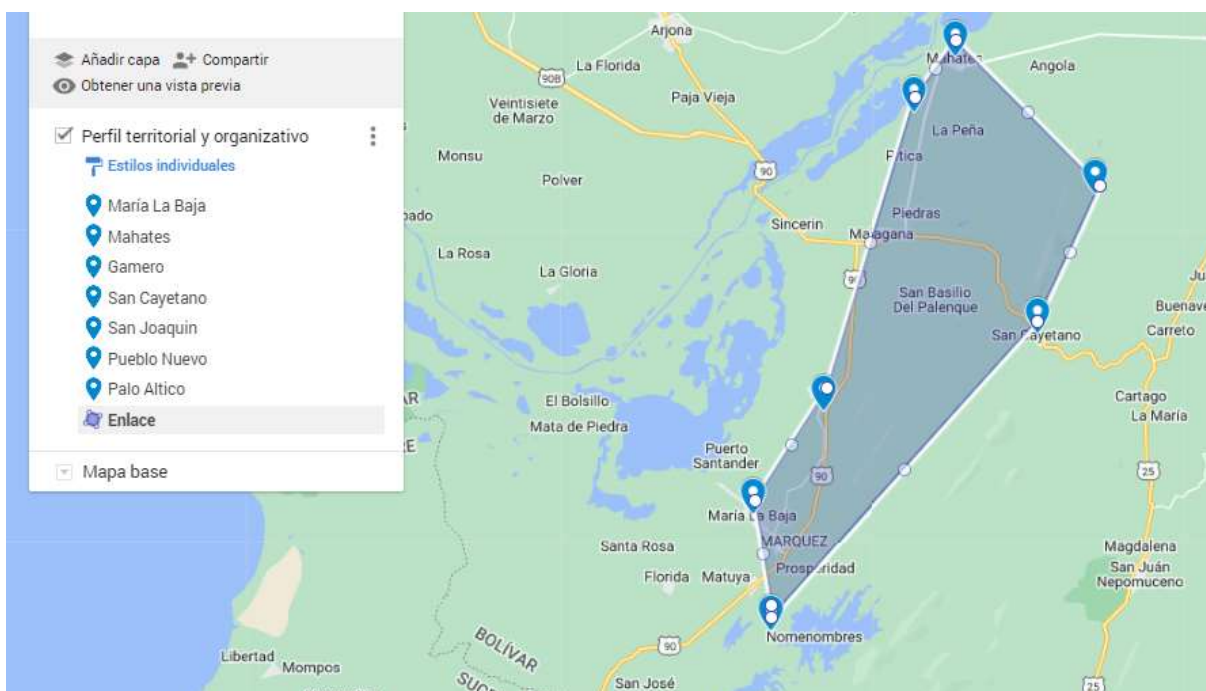 Añadir capa Compartir
Obtener una vista previa
Perfil territorial y organizativo
Estilos individuales
María La Baja
Mahates
Gamero
San Cayetano
San Joaquin
Pueblo Nuevo
Palo Altico
Enlace
Mapa base
Arjona
90B
La Florida
Mahates
Angola
Veintisiete
de Marzo
Paja Vieja
La Peña
Monsu
Polver
90
Piedras
Sincerin
Malagana
La Rosa
La Gloria
San Basilio
Del Palenque
San Cayetano
Carreto
El Bolsillo
Mata de Piedra
Cartago
La María
Puerto
Santander
90
25
María La Baja
Santa Rosa
MARQUEZ
Magdalena
Florida
Matuya
Prosperidad
San Juán
Nepomuceno
Nomenombres
BOLÍVAR
90
Libertad
Mompos
San José
25